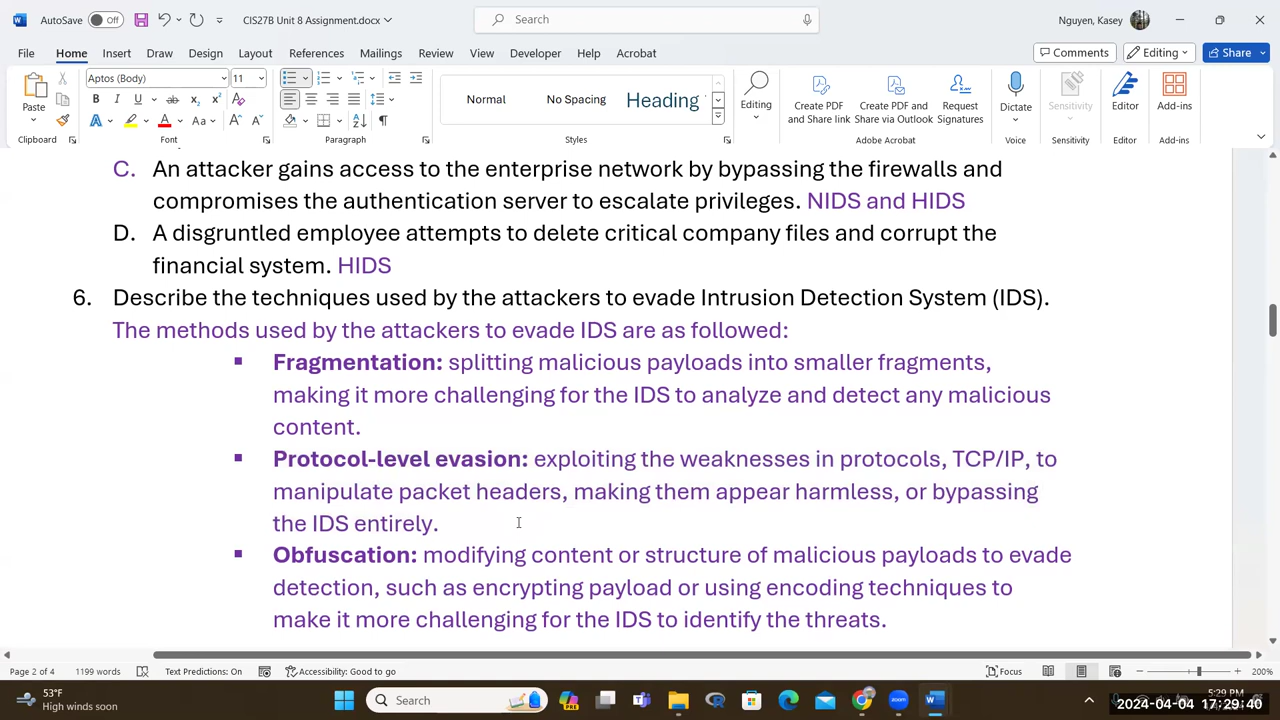 AutoSave Off CIS27B Unit 8 Assignment.docx Search Nguyen, Kasey
File Home Insert Draw Design Layout References Mailings Review View Developer Help Acrobat Comments Editing Share
Aptos (Body) 11
Paste B I U ab x₂ x² A Aa A A
Normal No Spacing Heading
Editing Create PDF and Share link Create PDF and Share via Outlook Request Signatures Dictate Sensitivity Editor Add-ins
Clipboard Font Paragraph Styles Adobe Acrobat Voice Sensitivity Editor Add-ins
C. An attacker gains access to the enterprise network by bypassing the firewalls and
compromises the authentication server to escalate privileges. NIDS and HIDS
D. A disgruntled employee attempts to delete critical company files and corrupt the
financial system. HIDS
6. Describe the techniques used by the attackers to evade Intrusion Detection System (IDS).
The methods used by the attackers to evade IDS are as followed:
▪ Fragmentation: splitting malicious payloads into smaller fragments,
making it more challenging for the IDS to analyze and detect any malicious
content.
▪ Protocol-level evasion: exploiting the weaknesses in protocols, TCP/IP, to
manipulate packet headers, making them appear harmless, or bypassing
the IDS entirely.
▪ Obfuscation: modifying content or structure of malicious payloads to evade
detection, such as encrypting payload or using encoding techniques to
make it more challenging for the IDS to identify the threats.
Page 2 of 4 1199 words Text Predictions: On Accessibility: Good to go Focus 200%
53°F
High winds soon
Search
5:29 PM
2024-04-04 17:29:40